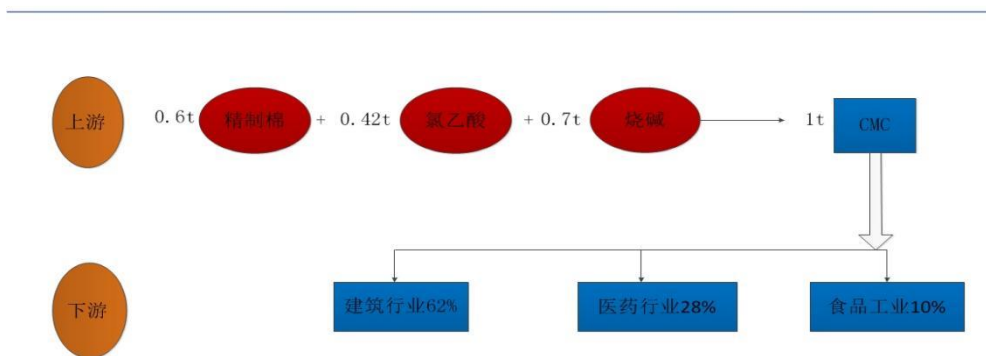 上游 0.6t 精制棉 + 0.42t 氯乙酸 +0.7t 烧碱 1t CMC
下游 建筑行业62% 医药行业28% 食品工业10%